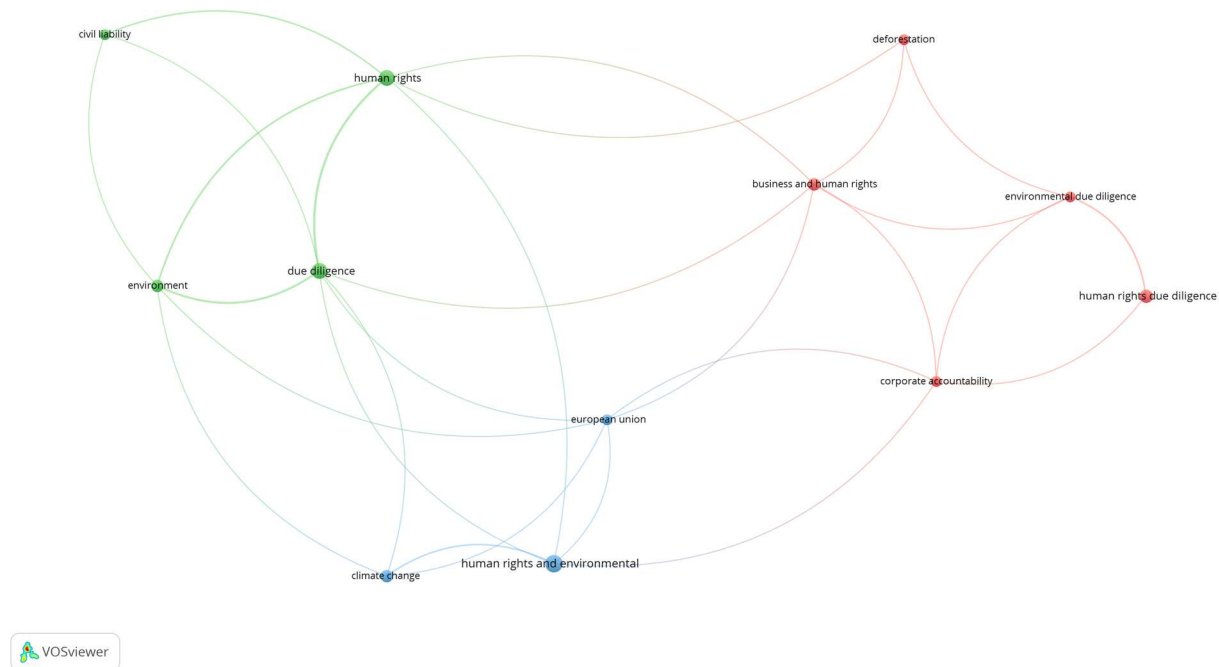 civil liability
deforestation
human rights
business and human rights
environmental due diligence
due diligence
environment
human rights due diligence
corporate accountability
european union
human rights and environmental
climate change
VOSviewer